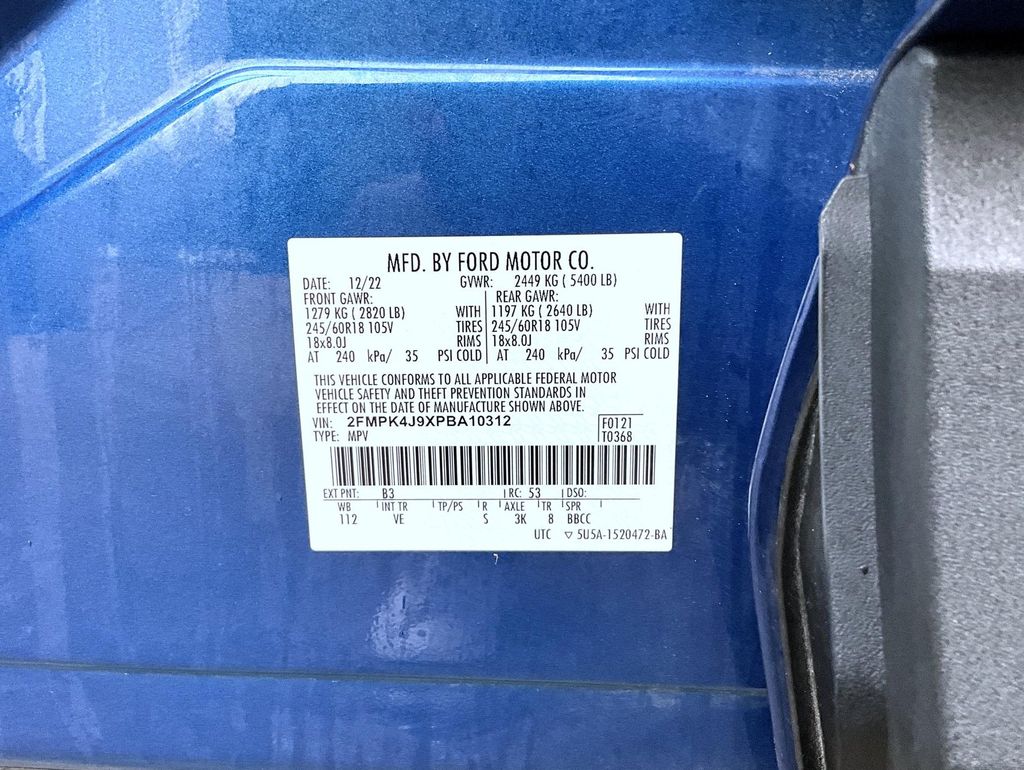 MFD. BY FORD MOTOR CO.
DATE: 12/22 GVWR: 2449 KG ( 5400 LB)
FRONT GAWR: REAR GAWR:
1279 KG ( 2820 LB) WITH 1197 KG ( 2640 LB) WITH
245/60R18 105V TIRES 245/60R18 105V TIRES
18x8.0J RIMS 18x8.0J RIMS
AT 240 kPa/ 35 PSI COLD AT 240 kPa/ 35 PSI COLD
THIS VEHICLE CONFORMS TO ALL APPLICABLE FEDERAL MOTOR
VEHICLE SAFETY AND THEFT PREVENTION STANDARDS IN
EFFECT ON THE DATE OF MANUFACTURE SHOWN ABOVE.
VIN: 2FMPK4J9XPBA10312 F0121
TYPE: MPV T0368
EXT PNT: B3 RC: 53 DSO:
WB INT TR TP/PS R AXLE TR SPR
112 VE S 3K 8 BBCC
UTC ▽ 5U5A-1520472-BA